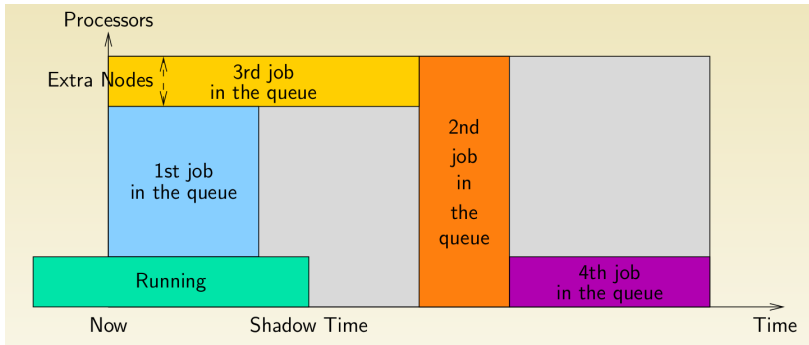 Processors
Extra Nodes
3rd job
in the queue
1st job
in the queue
2nd
job
in
the
queue
Running
4th job
in the queue
Now
Shadow Time
Time